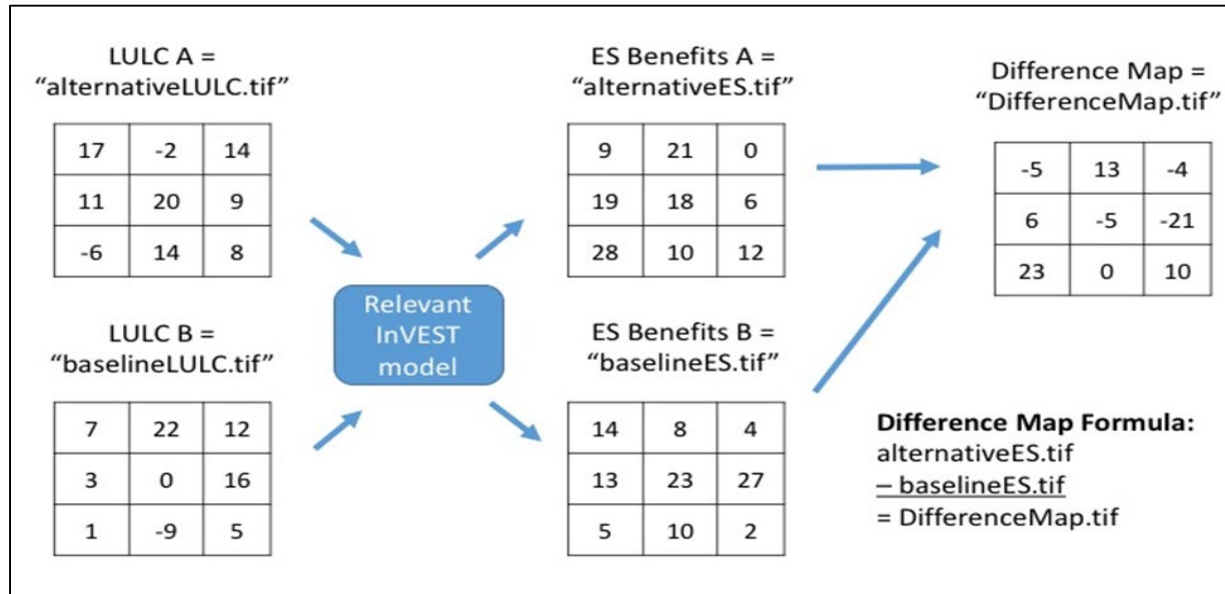 LULC A =
“alternativeLULC.tif”
17 -2 14
11 20 9
-6 14 8
LULC B =
“baselineLULC.tif”
7 22 12
3 0 16
1 -9 5
Relevant
InVEST
model
ES Benefits A =
“alternativeES.tif”
9 21 0
19 18 6
28 10 12
ES Benefits B =
“baselineES.tif”
14 8 4
13 23 27
5 10 2
Difference Map =
“DifferenceMap.tif”
-5 13 -4
6 -5 -21
23 0 10
Difference Map Formula:
alternativeES.tif
– baselineES.tif
= DifferenceMap.tif